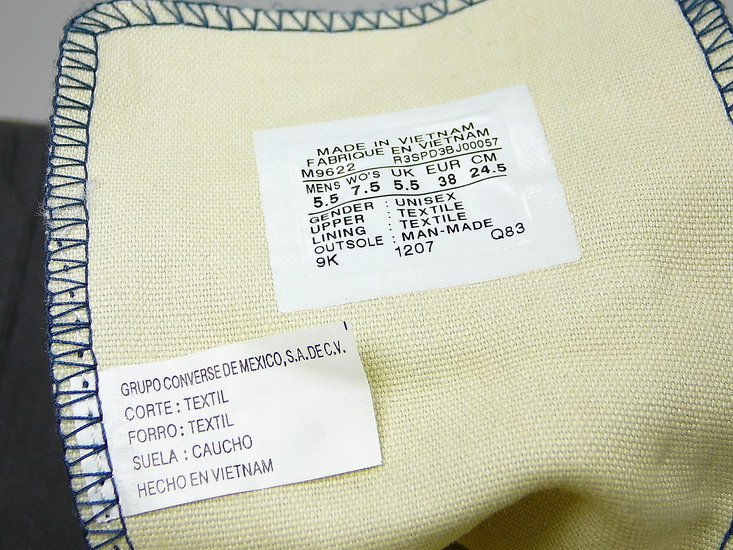 MADE IN VIETNAM
FABRIQUE EN VIETNAM
M9622 R3SPD3BJ00057
MENS WO'S UK EUR CM
5.5 7.5 5.5 38 24.5
GENDER : UNISEX
UPPER : TEXTILE
LINING : TEXTILE
OUTSOLE : MAN-MADE
9K 1207 Q83
GRUPO CONVERSE DE MEXICO, S.A. DE C.V.
CORTE : TEXTIL
FORRO : TEXTIL
SUELA : CAUCHO
HECHO EN VIETNAM